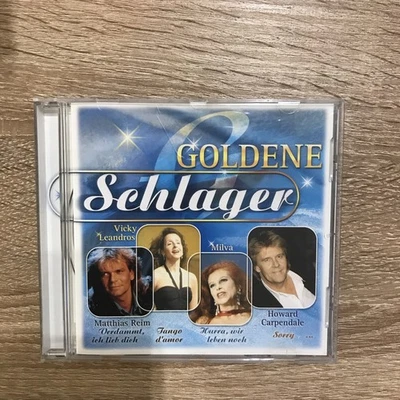 GOLDENE
Schlager
Vicky
Leandros
Milva
Matthias Reim
Verdammt,
ich lieb dich
Tango
d'amor
Hurra, wir
leben noch
Howard
Carpendale
Sorry ...